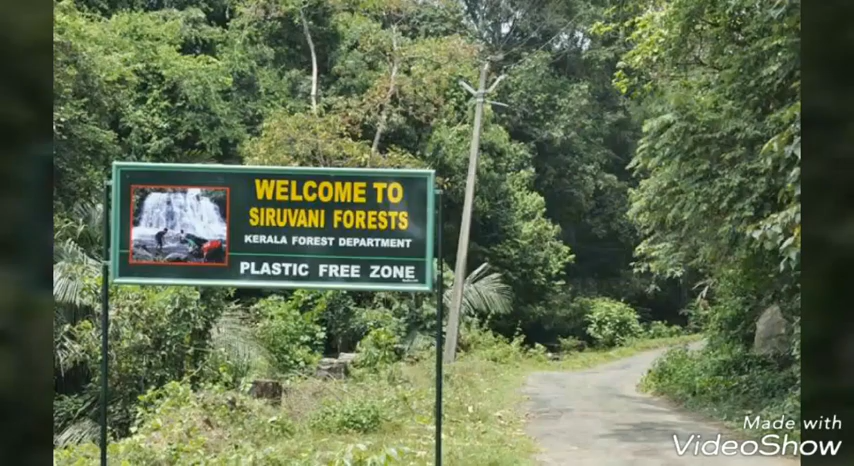 WELCOME TO
SIRUVANI FORESTS
KERALA FOREST DEPARTMENT
PLASTIC FREE ZONE
Made with
VideoShow